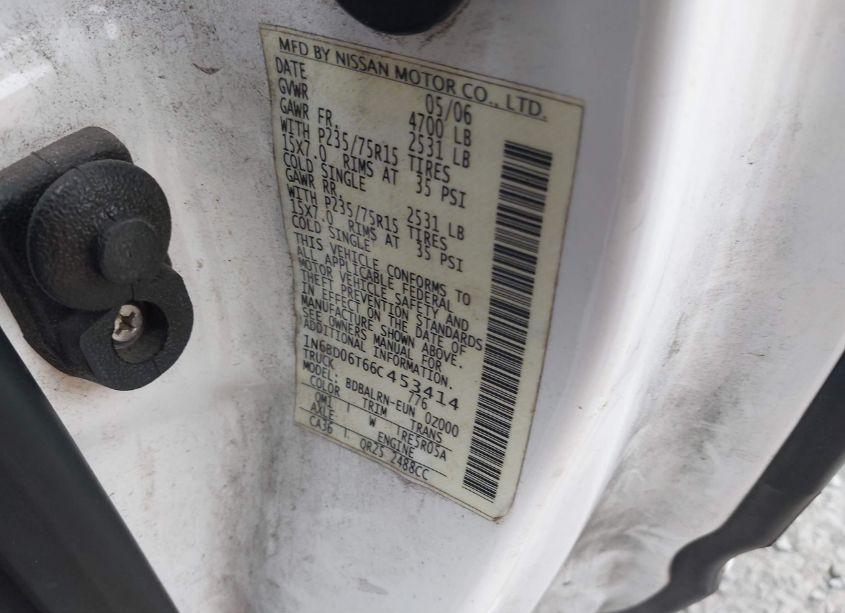 MFD BY NISSAN MOTOR CO., LTD.
DATE 05/06
GVWR 4700 LB
GAWR FR. 2531 LB
WITH P235/75R15 TIRES
15X7.0 RIMS AT 35 PSI
COLD SINGLE
GAWR RR. 2531 LB
WITH P235/75R15 TIRES
15X7.0 RIMS AT 35 PSI
COLD SINGLE
THIS VEHICLE CONFORMS TO
ALL APPLICABLE FEDERAL
MOTOR VEHICLE SAFETY AND
THEFT PREVENTION STANDARDS
IN EFFECT ON THE DATE OF
MANUFACTURE SHOWN ABOVE.
SEE OWNERS MANUAL FOR
ADDITIONAL INFORMATION.
1N6BD06T66C453414
TRUCK 776
MODEL: BDBALRN-EUN 0Z000
COLOR TRIM TRANS
QM1 W RE5R05A
AXLE ENGINE
CA36 QR25 2488CC